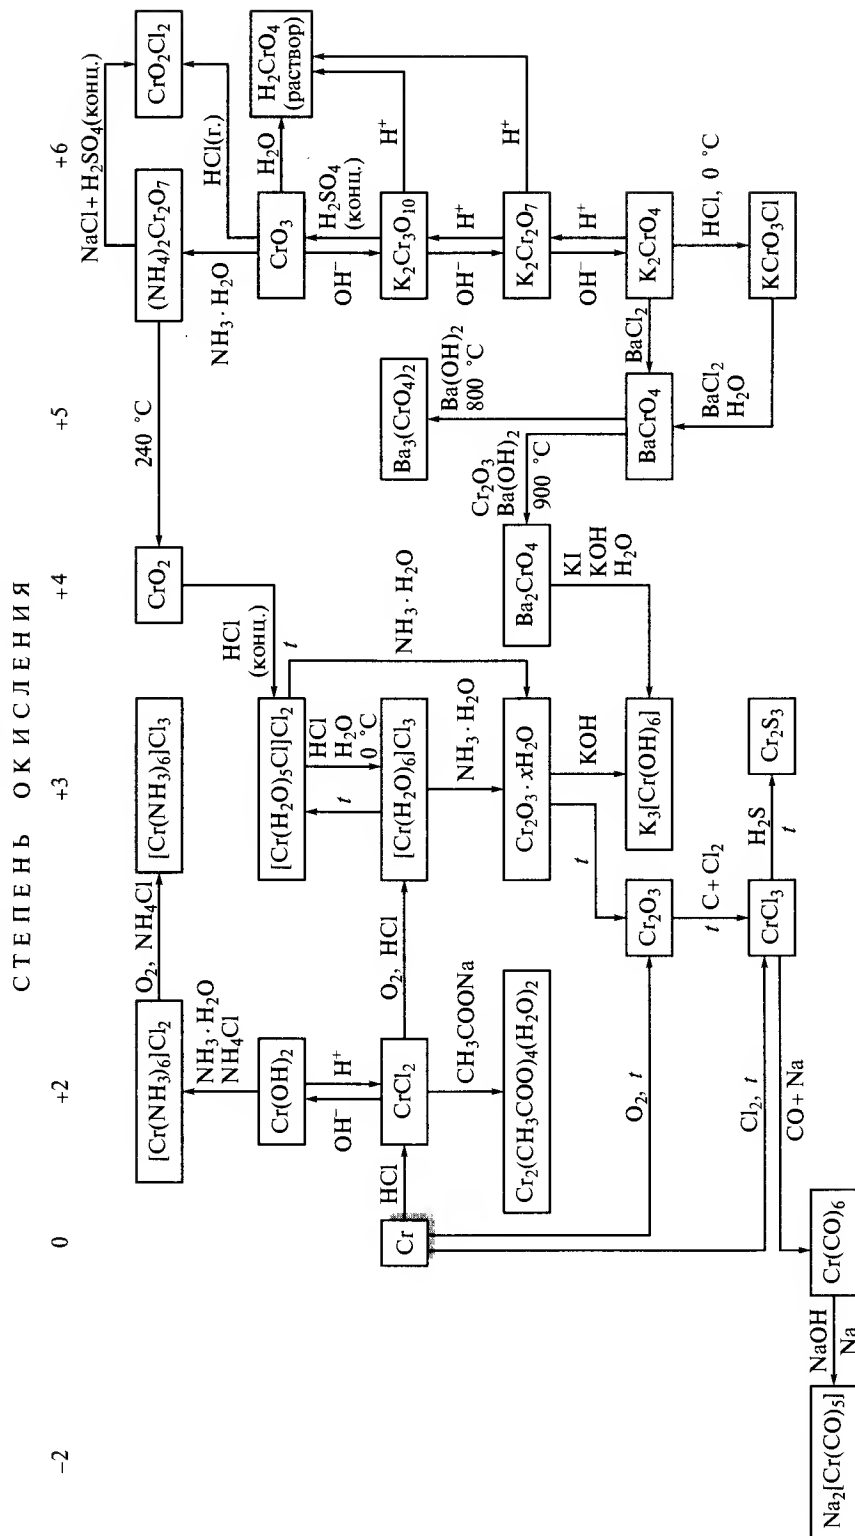 СТЕПЕНЬ ОКИСЛЕНИЯ
−2
0
+2
+3
+4
+5
+6
[Cr(NH₃)₆]Cl₂
O₂, NH₄Cl
[Cr(NH₃)₆]Cl₃
CrO₂
240 °C
(NH₄)₂Cr₂O₇
NaCl + H₂SO₄(конц.)
CrO₂Cl₂
NH₃ · H₂O
NH₄Cl
HCl
(конц.)
NH₃ · H₂O
HCl(г.)
Cr(OH)₂
[Cr(H₂O)₅Cl]Cl₂
t
CrO₃
H₂O
H₂CrO₄
(раствор)
OH⁻
H⁺
t
HCl
H₂O
0 °C
NH₃ · H₂O
OH⁻
H₂SO₄
(конц.)
Cr
HCl
CrCl₂
O₂, HCl
[Cr(H₂O)₆]Cl₃
Ba₃(CrO₄)₂
K₂Cr₃O₁₀
H⁺
CH₃COONa
NH₃ · H₂O
Ba(OH)₂
800 °C
OH⁻
H⁺
Cr₂(CH₃COO)₄(H₂O)₂
Cr₂O₃ · xH₂O
Ba₂CrO₄
Cr₂O₃
Ba(OH)₂
900 °C
K₂Cr₂O₇
H⁺
t
KOH
KI
KOH
H₂O
OH⁻
H⁺
O₂, t
Cr₂O₃
K₃[Cr(OH)₆]
BaCrO₄
BaCl₂
K₂CrO₄
t
C + Cl₂
BaCl₂
H₂O
HCl, 0 °C
Cl₂, t
CrCl₃
H₂S
t
Cr₂S₃
KCrO₃Cl
CO + Na
Na₂[Cr(CO)₅]
NaOH
Na
Cr(CO)₆